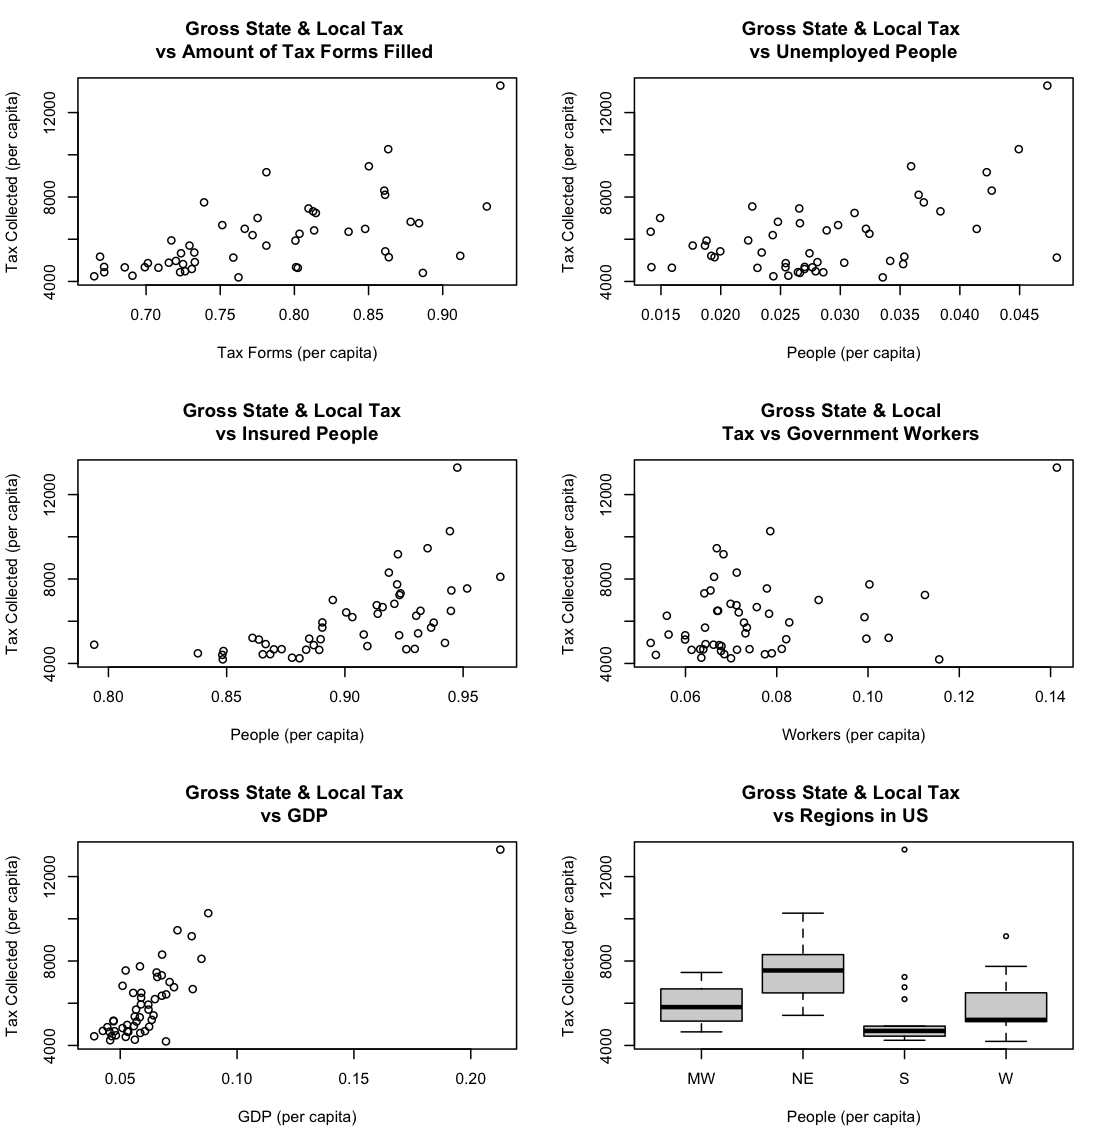 Gross State & Local Tax
vs Amount of Tax Forms Filled
Tax Collected (per capita)
12000
8000
4000
0.70 0.75 0.80 0.85 0.90
Tax Forms (per capita)
Gross State & Local Tax
vs Unemployed People
Tax Collected (per capita)
12000
8000
4000
0.015 0.020 0.025 0.030 0.035 0.040 0.045
People (per capita)
Gross State & Local Tax
vs Insured People
Tax Collected (per capita)
12000
8000
4000
0.80 0.85 0.90 0.95
People (per capita)
Gross State & Local
Tax vs Government Workers
Tax Collected (per capita)
12000
8000
4000
0.06 0.08 0.10 0.12 0.14
Workers (per capita)
Gross State & Local Tax
vs GDP
Tax Collected (per capita)
12000
8000
4000
0.05 0.10 0.15 0.20
GDP (per capita)
Gross State & Local Tax
vs Regions in US
Tax Collected (per capita)
12000
8000
4000
MW NE S W
People (per capita)